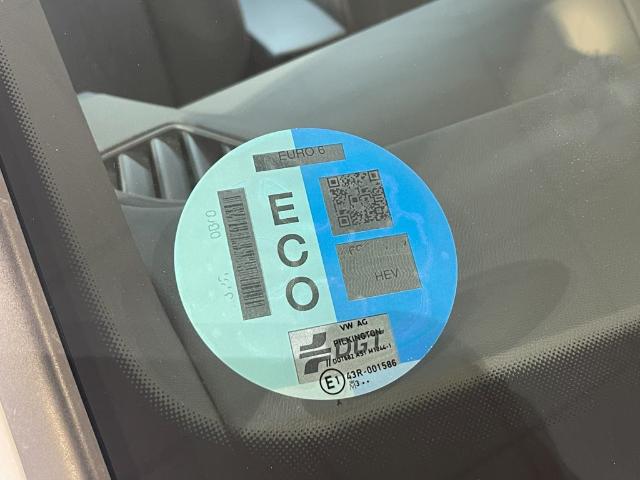 EURO 6
ECO
HEV
VW AG
PILKINGTON
DGT
43R-001586
E1